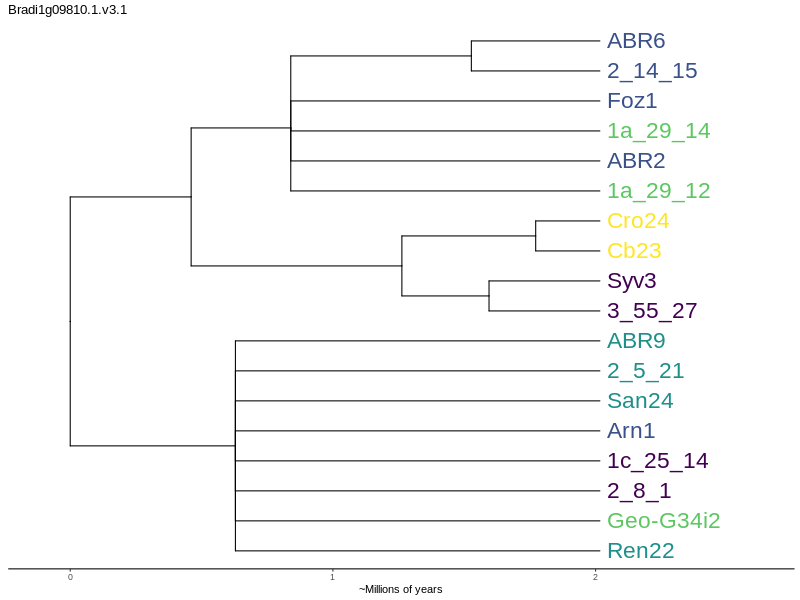 Bradi1g09810.1.v3.1
ABR6
2_14_15
Foz1
1a_29_14
ABR2
1a_29_12
Cro24
Cb23
Syv3
3_55_27
ABR9
2_5_21
San24
Arn1
1c_25_14
2_8_1
Geo-G34i2
Ren22
0 1 2
~Millions of years